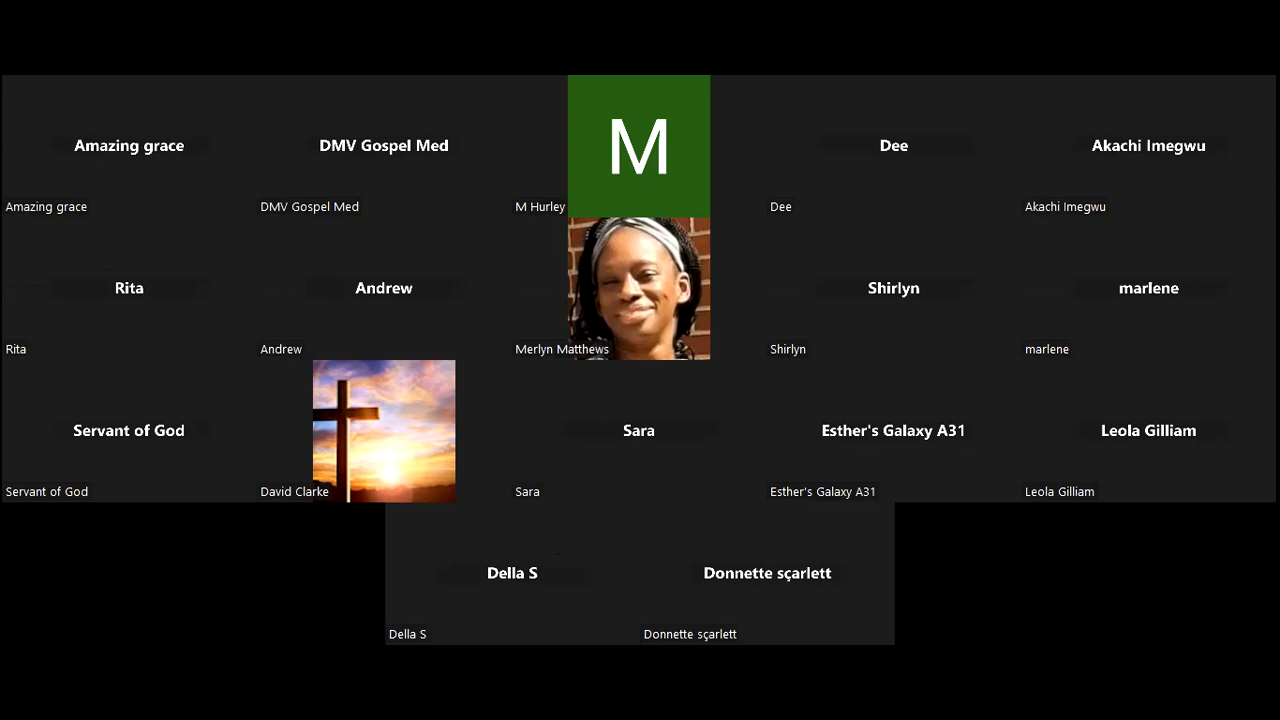 Amazing grace
DMV Gospel Med
M
Dee
Akachi Imegwu
Amazing grace
DMV Gospel Med
M Hurley
Dee
Akachi Imegwu
Rita
Andrew
Shirlyn
marlene
Rita
Andrew
Merlyn Matthews
Shirlyn
marlene
Servant of God
Sara
Esther's Galaxy A31
Leola Gilliam
Servant of God
David Clarke
Sara
Esther's Galaxy A31
Leola Gilliam
Della S
Donnette sçarlett
Della S
Donnette sçarlett